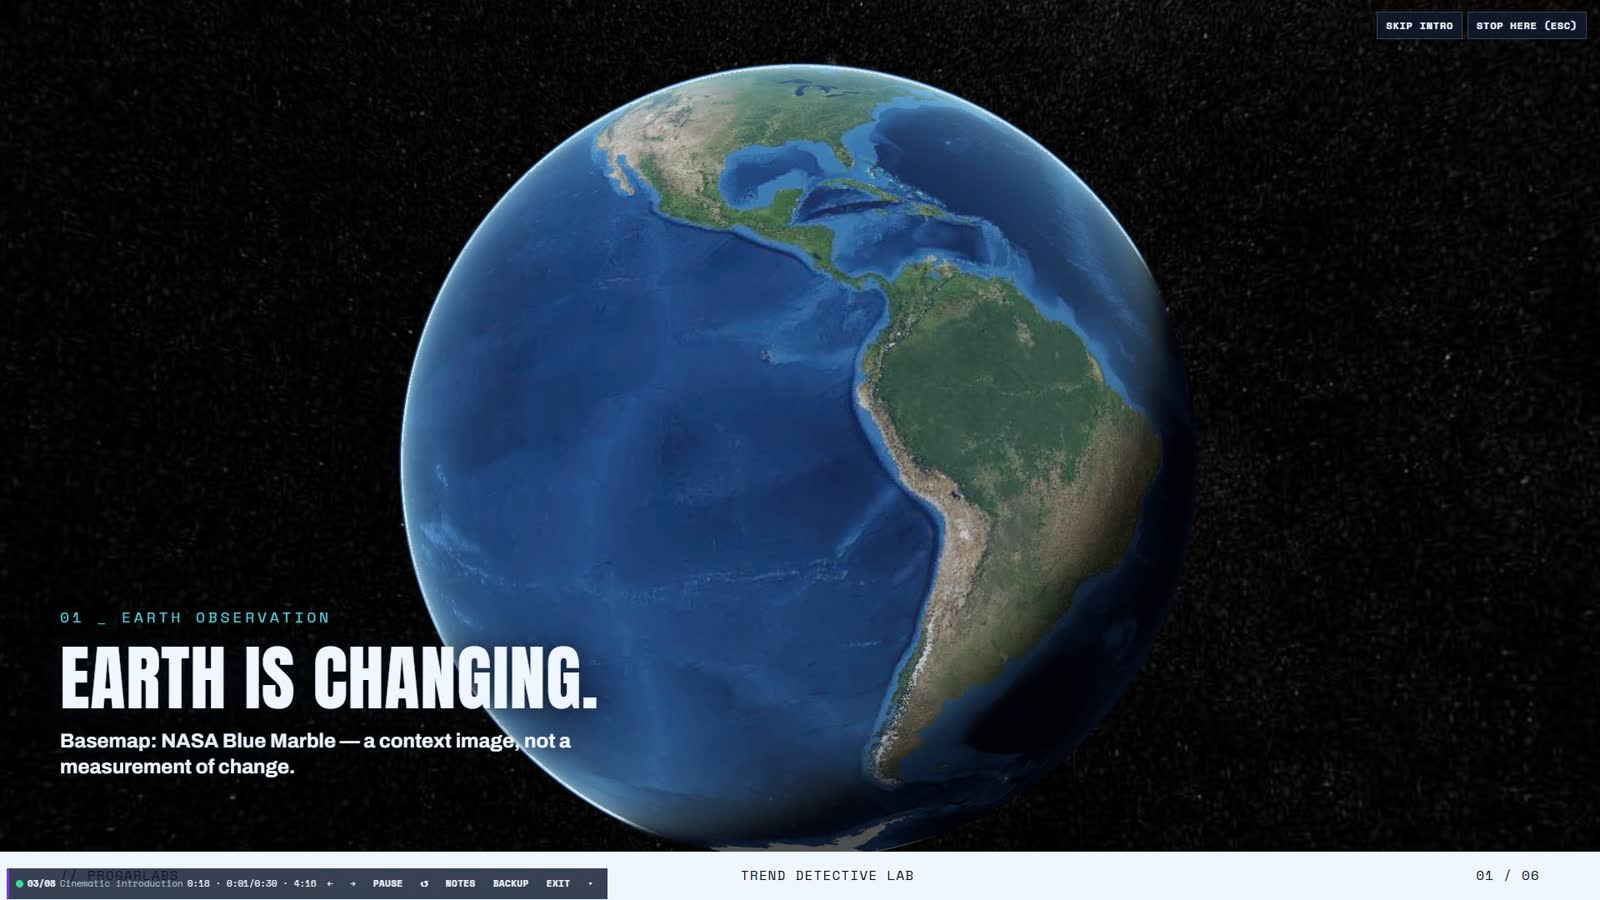 SKIP INTRO
STOP HERE (ESC)
01 _ EARTH OBSERVATION
EARTH IS CHANGING.
Basemap: NASA Blue Marble — a context image, not a
measurement of change.
// PROGARLABS
TREND DETECTIVE LAB
01 / 06
03/08 Cinematic introduction 0:18 · 0:01/0:30 · 4:16 ← → PAUSE ↺ NOTES BACKUP EXIT